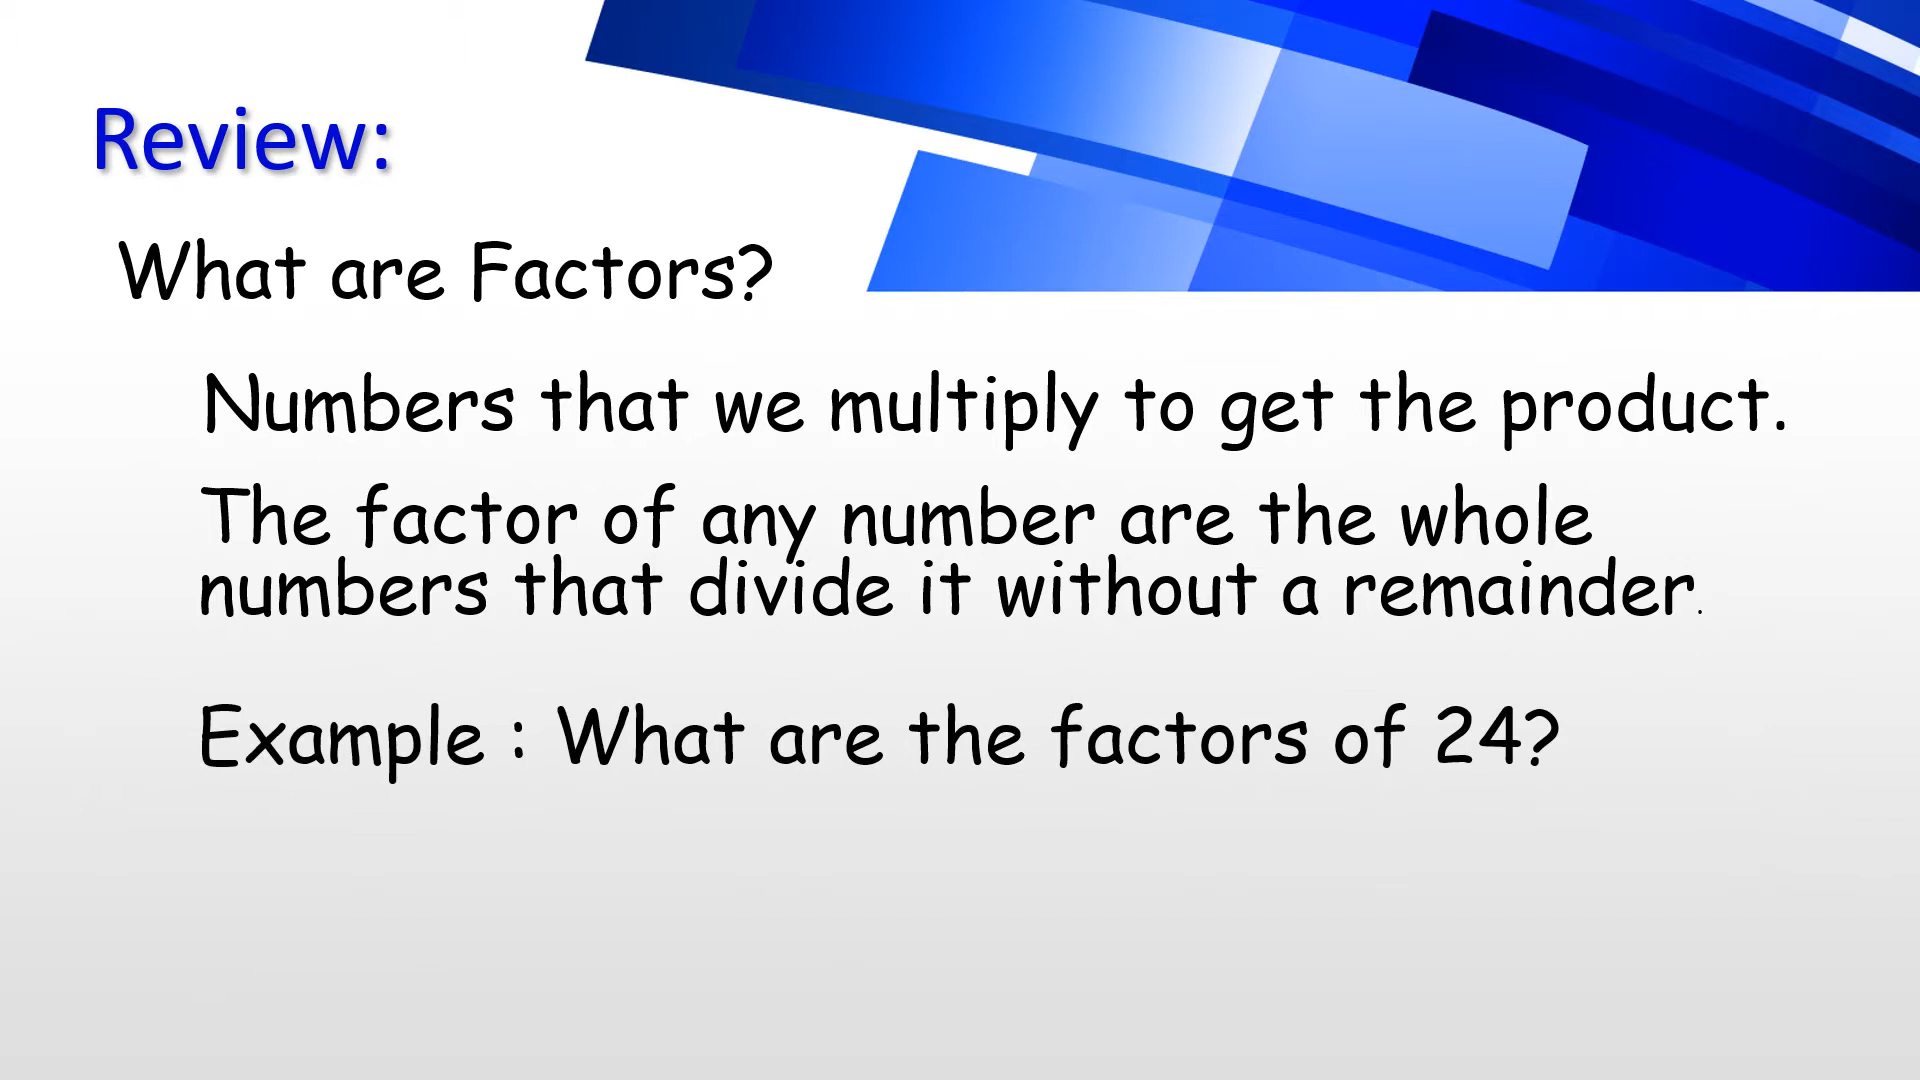 Review:
What are Factors?
Numbers that we multiply to get the product.
The factor of any number are the whole
numbers that divide it without a remainder.
Example : What are the factors of 24?